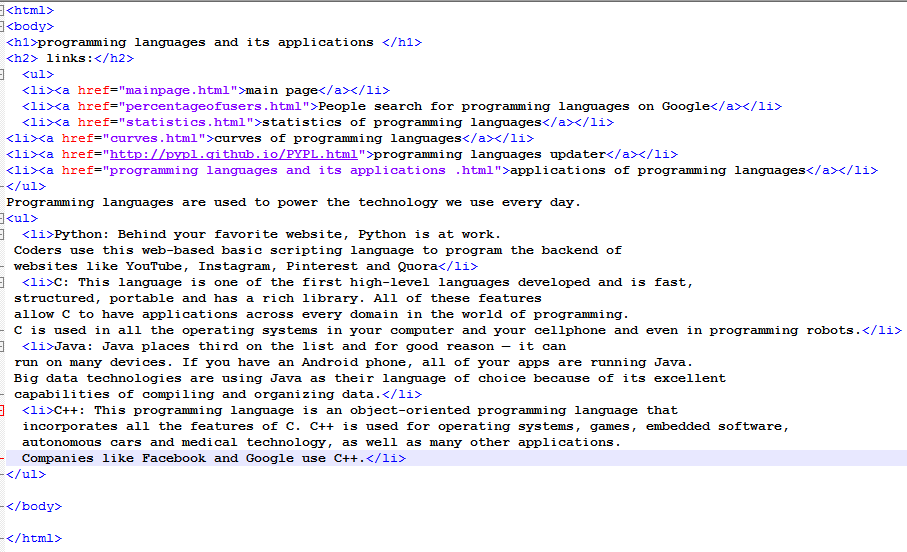 <html>
<body>
<h1>programming languages and its applications </h1>
<h2> links:</h2>
  <ul>
  <li><a href="mainpage.html">main page</a></li>
  <li><a href="percentageofusers.html">People search for programming languages on Google</a></li>
  <li><a href="statistics.html">statistics of programming languages</a></li>
<li><a href="curves.html">curves of programming languages</a></li>
<li><a href="http://pypl.github.io/PYPL.html">programming languages updater</a></li>
<li><a href="programming languages and its applications .html">applications of programming languages</a></li>
</ul>
Programming languages are used to power the technology we use every day.
<ul>
  <li>Python: Behind your favorite website, Python is at work.
 Coders use this web-based basic scripting language to program the backend of
 websites like YouTube, Instagram, Pinterest and Quora</li>
  <li>C: This language is one of the first high-level languages developed and is fast,
 structured, portable and has a rich library. All of these features
 allow C to have applications across every domain in the world of programming.
 C is used in all the operating systems in your computer and your cellphone and even in programming robots.</li>
  <li>Java: Java places third on the list and for good reason — it can
 run on many devices. If you have an Android phone, all of your apps are running Java.
 Big data technologies are using Java as their language of choice because of its excellent
 capabilities of compiling and organizing data.</li>
  <li>C++: This programming language is an object-oriented programming language that
  incorporates all the features of C. C++ is used for operating systems, games, embedded software,
  autonomous cars and medical technology, as well as many other applications.
  Companies like Facebook and Google use C++.</li>
</ul>
</body>
</html>